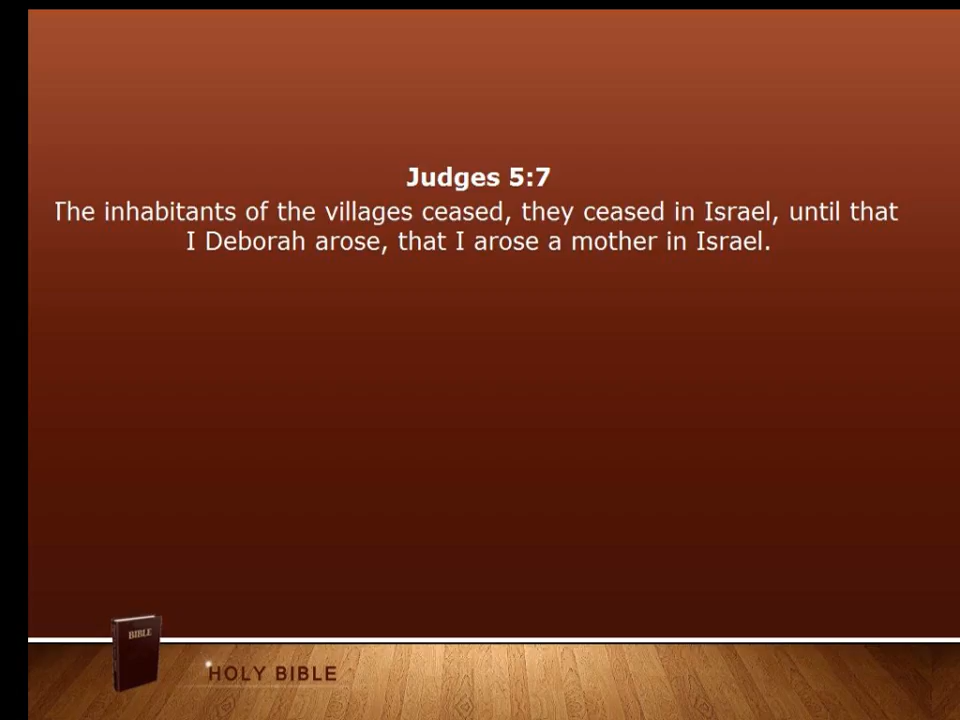 Judges 5:7
The inhabitants of the villages ceased, they ceased in Israel, until that
I Deborah arose, that I arose a mother in Israel.
BIBLE
HOLY BIBLE